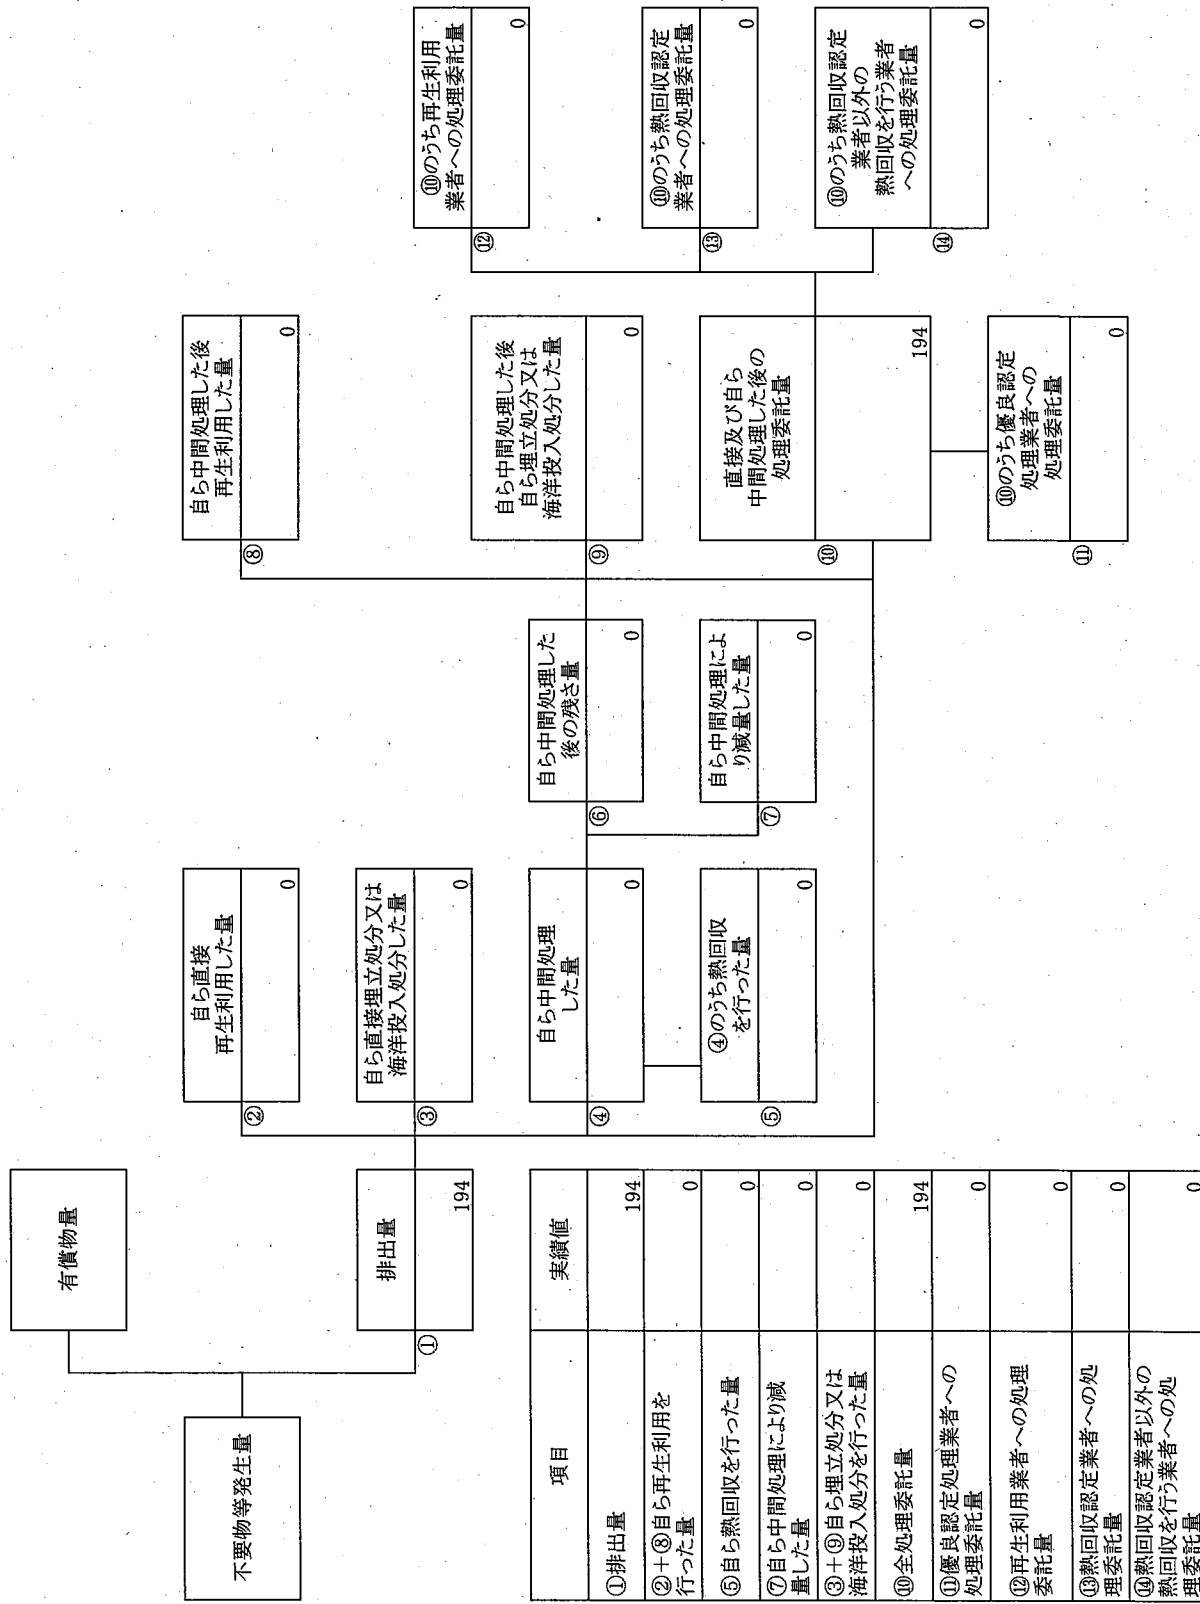 不要物等発生量
有償物量
排出量
①
194
自ら直接
再生利用した量
②
0
自ら直接埋立処分又は
海洋投入処分した量
③
0
自ら中間処理
した量
④
0
④のうち熱回収
を行った量
⑤
0
自ら中間処理した
後の残さ量
⑥
0
自ら中間処理によ
り減量した量
⑦
0
自ら中間処理した後
再生利用した量
⑧
0
自ら中間処理した後
自ら埋立処分又は
海洋投入処分した量
⑨
0
直接及び自ら
中間処理した後の
処理委託量
⑩
194
⑩のうち優良認定
処理業者への
処理委託量
⑪
0
⑩のうち再生利用
業者への処理委託量
⑫
0
⑩のうち熱回収認定
業者への処理委託量
⑬
0
⑩のうち熱回収認定
業者以外の
熱回収を行う業者
への処理委託量
⑭
0
項目 実績値
①排出量 194
②＋⑧自ら再生利用を
行った量 0
⑤自ら熱回収を行った量 0
⑦自ら中間処理により減
量した量 0
③＋⑨自ら埋立処分又は
海洋投入処分を行った量 0
⑩全処理委託量 194
⑪優良認定処理業者への
処理委託量 0
⑫再生利用業者への処理
委託量 0
⑬熱回収認定業者への処
理委託量 0
⑭熱回収認定業者以外の
熱回収を行う業者への処
理委託量 0